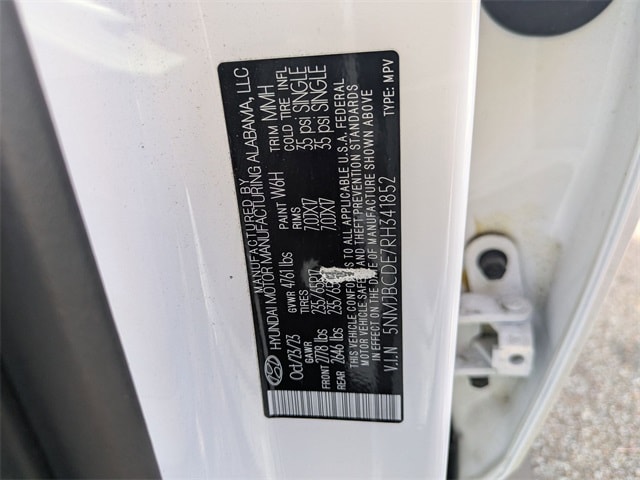 MANUFACTURED BY
HYUNDAI MOTOR MANUFACTURING ALABAMA, LLC
Oct/23/23 GVWR 4761 lbs PAINT W6H TRIM MMH
GAWR TIRES RIMS COLD TIRE INFL
FRONT 2778 lbs 235/65R17 7.0JX17 35 psi SINGLE
REAR 2646 lbs 235/65R17 7.0JX17 35 psi SINGLE
THIS VEHICLE CONFORMS TO ALL APPLICABLE U.S.A. FEDERAL
MOTOR VEHICLE SAFETY AND THEFT PREVENTION STANDARDS
IN EFFECT ON THE DATE OF MANUFACTURE SHOWN ABOVE
V.I.N 5NMJBCDE7RH341852 TYPE: MPV